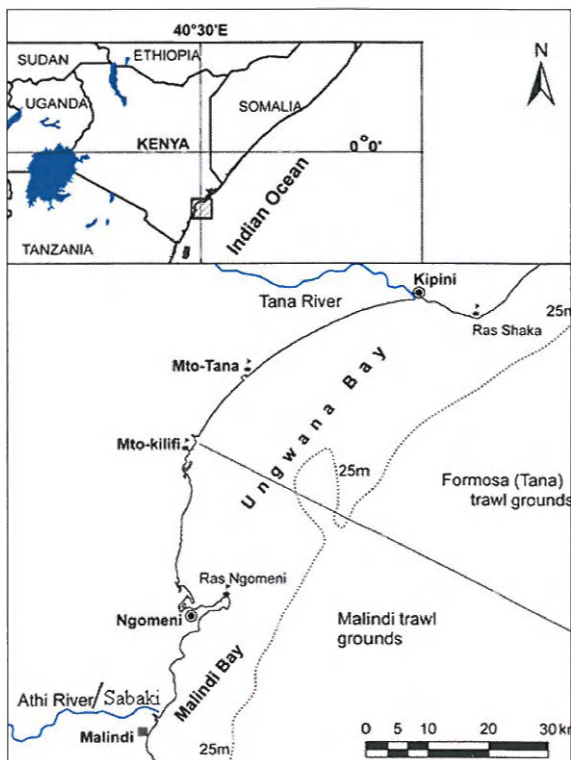 40°30'E
SUDAN
ETHIOPIA
N
UGANDA
SOMALIA
KENYA
0°0'
Indian Ocean
TANZANIA
Kipini
Tana River
25m
Ras Shaka
Mto-Tana
Ungwana Bay
Mto-kilifi
25m
Formosa (Tana)
trawl grounds
Ras Ngomeni
Ngomeni
Malindi trawl
grounds
Malindi Bay
Athi River/Sabaki
Malindi
25m
0 5 10 20 30 km